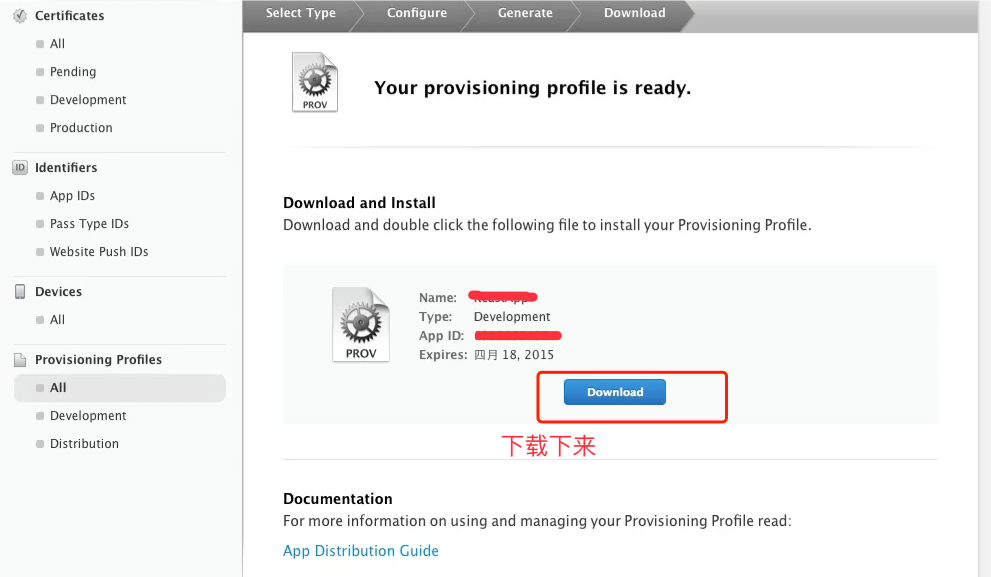 Certificates
All
Pending
Development
Production
ID
Identifiers
App IDs
Pass Type IDs
Website Push IDs
Devices
All
Provisioning Profiles
All
Development
Distribution
Select Type
Configure
Generate
Download
PROV
Your provisioning profile is ready.
Download and Install
Download and double click the following file to install your Provisioning Profile.
PROV
Name:
Type: Development
App ID:
Expires: 四月 18, 2015
Download
下载下来
Documentation
For more information on using and managing your Provisioning Profile read:
App Distribution Guide